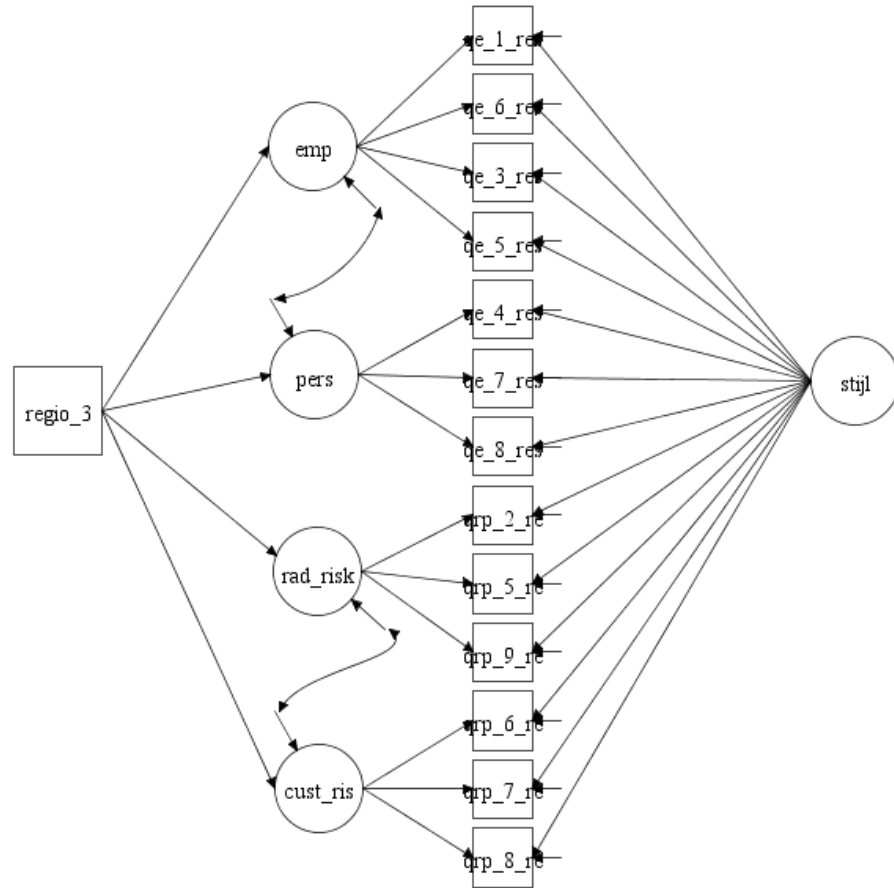 qe_1_res
qe_6_res
emp
qe_3_res
qe_5_res
qe_4_res
pers
qe_7_res
stijl
regio_3
qe_8_res
qrp_2_re
rad_risk
qrp_5_re
qrp_9_re
qrp_6_re
cust_ris
qrp_7_re
qrp_8_re